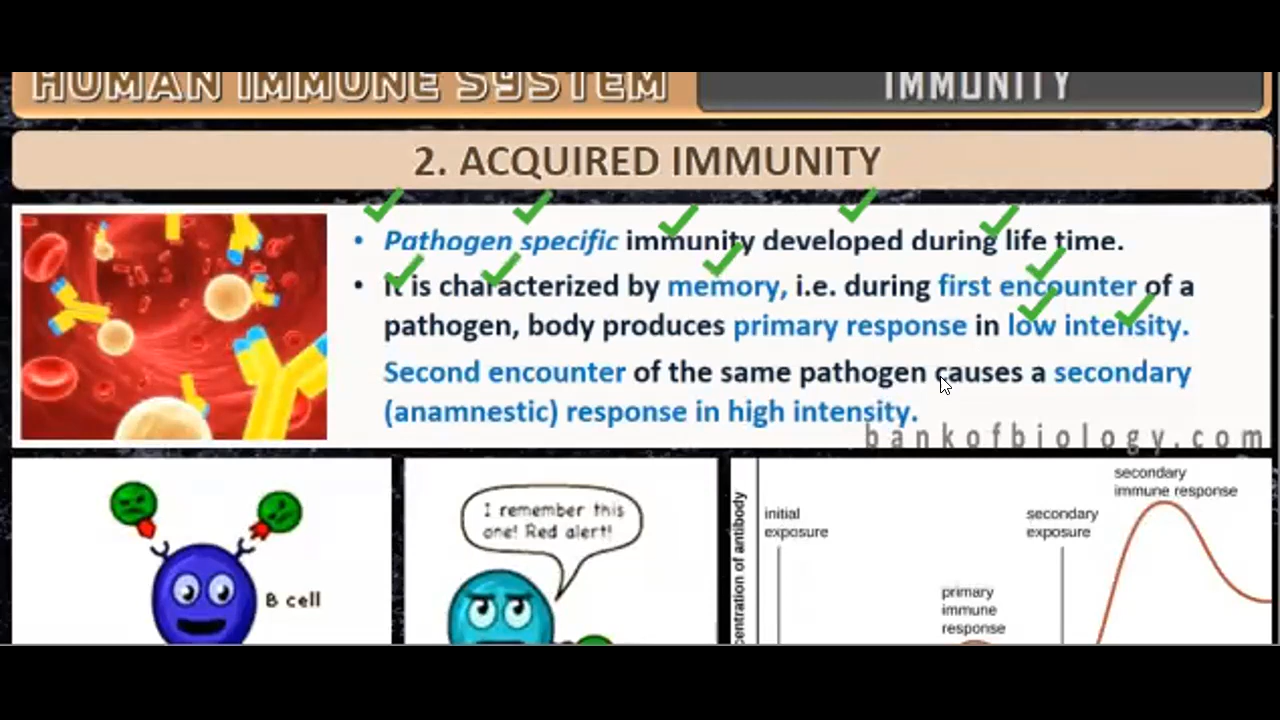 HUMAN IMMUNE SYSTEM
IMMUNITY
2. ACQUIRED IMMUNITY
• Pathogen specific immunity developed during life time.
• It is characterized by memory, i.e. during first encounter of a
pathogen, body produces primary response in low intensity.
Second encounter of the same pathogen causes a secondary
(anamnestic) response in high intensity.
bankofbiology.com
B cell
I remember this
one! Red alert!
centration of antibody
initial
exposure
primary
immune
response
secondary
exposure
secondary
immune response